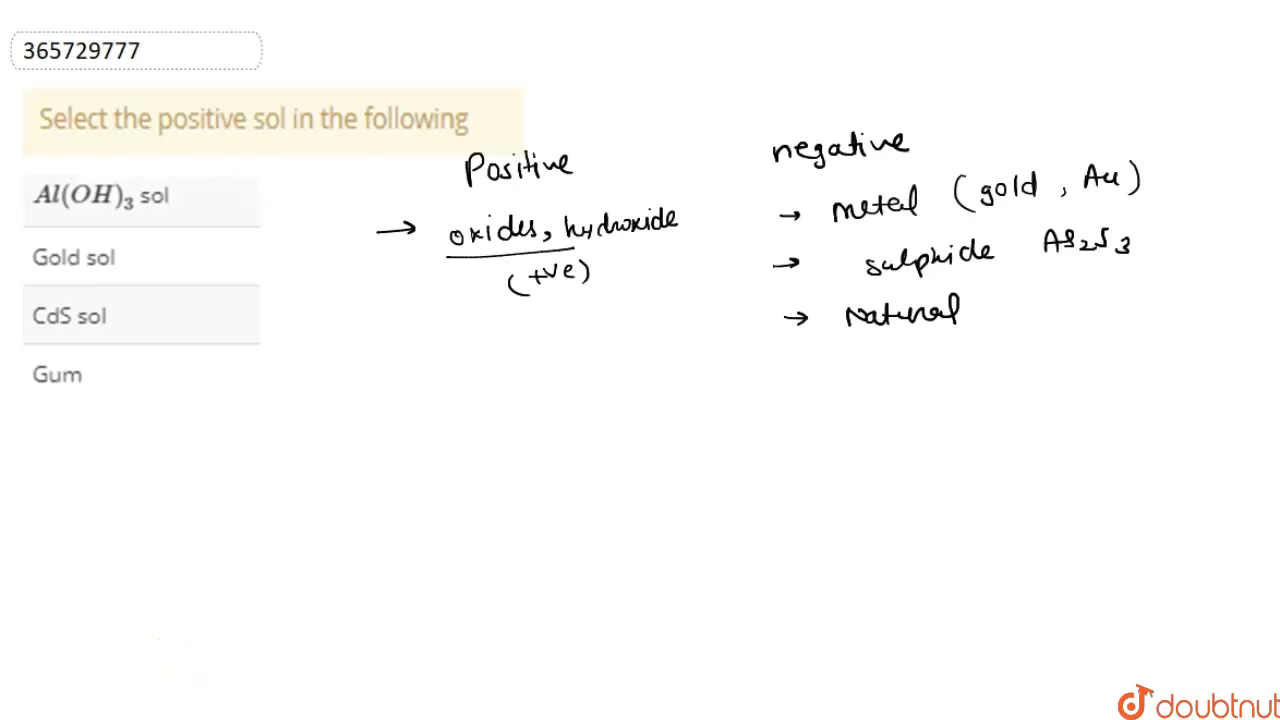 365729777
Select the positive sol in the following
Al(OH)₃ sol
Gold sol
CdS sol
Gum
Positive
→ oxides, hydroxide
(+ve)
negative
→ metal (gold, Au)
→ sulphide As₂S₃
→ Natural
doubtnut